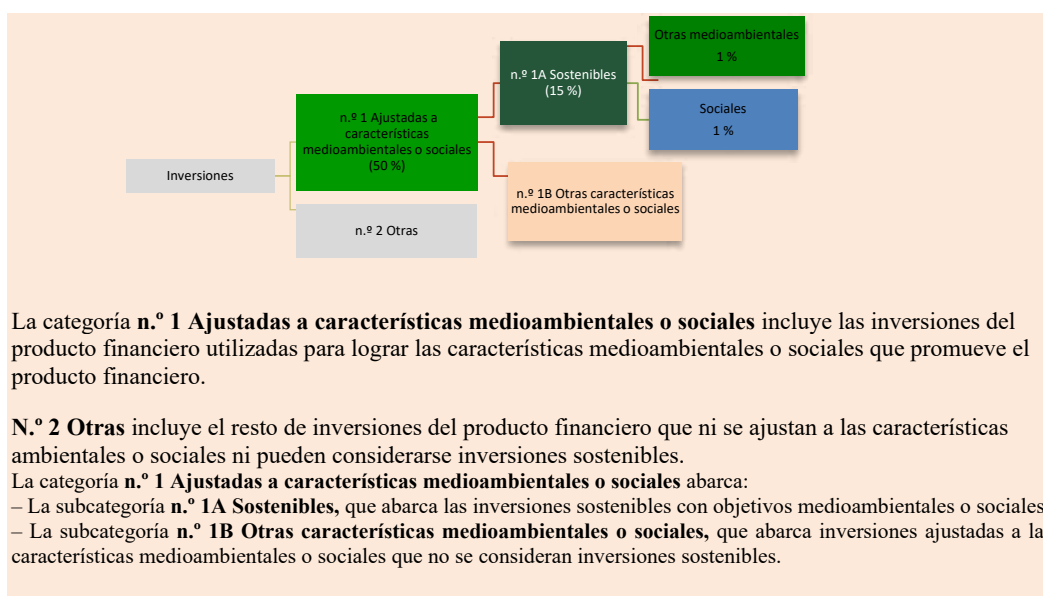 Otras medioambientales
1 %
n.º 1A Sostenibles
(15 %)
Sociales
1 %
n.º 1 Ajustadas a
características
medioambientales o sociales
(50 %)
Inversiones
n.º 1B Otras características
medioambientales o sociales
n.º 2 Otras
La categoría n.º 1 Ajustadas a características medioambientales o sociales incluye las inversiones del
producto financiero utilizadas para lograr las características medioambientales o sociales que promueve el
producto financiero.
N.º 2 Otras incluye el resto de inversiones del producto financiero que ni se ajustan a las características
ambientales o sociales ni pueden considerarse inversiones sostenibles.
La categoría n.º 1 Ajustadas a características medioambientales o sociales abarca:
– La subcategoría n.º 1A Sostenibles, que abarca las inversiones sostenibles con objetivos medioambientales o sociales
– La subcategoría n.º 1B Otras características medioambientales o sociales, que abarca inversiones ajustadas a la
características medioambientales o sociales que no se consideran inversiones sostenibles.